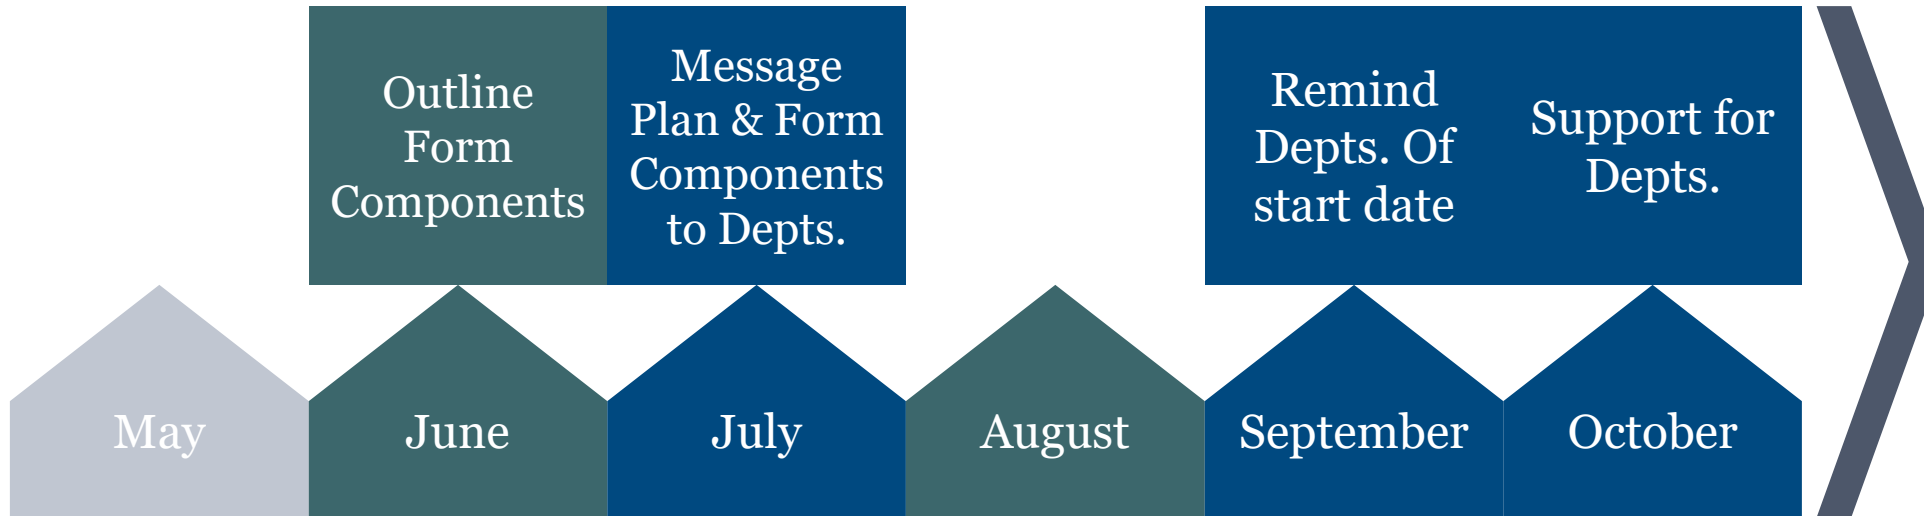 Outline
Form
Components
Message
Plan & Form
Components
to Depts.
Remind
Depts. Of
start date
Support for
Depts.
May
June
July
August
September
October